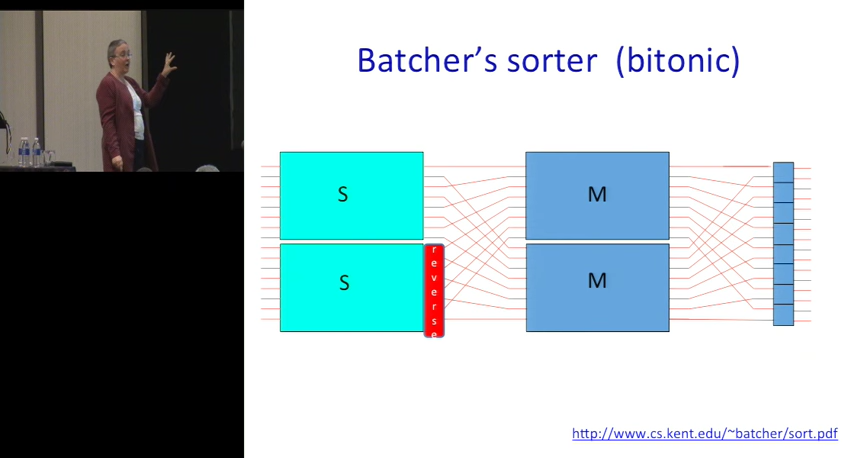 Batcher's sorter (bitonic)
S
M
S
M
reverse
http://www.cs.kent.edu/~batcher/sort.pdf